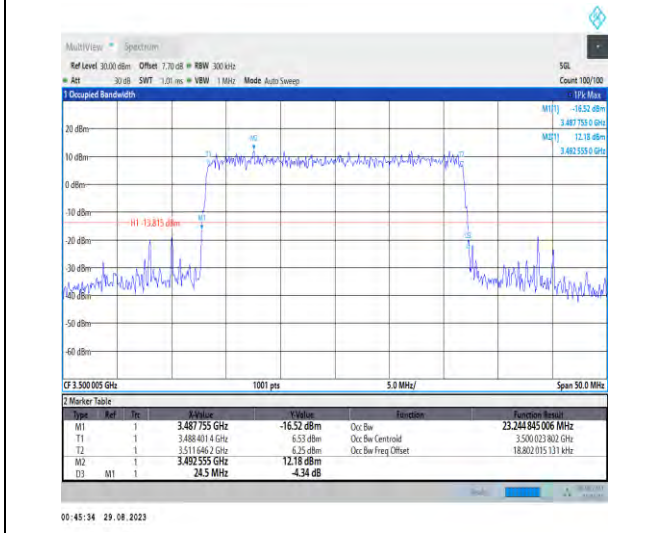 MultiView Spectrum
Ref Level 30.00 dBm Offset 7.70 dB RBW 300 kHz SGL
Att 30 dB SWT 1.01 ms VBW 1 MHz Mode Auto Sweep Count 100/100
1 Occupied Bandwidth 1Pk Max
M1[1] -16.52 dBm
3.487 755 0 GHz
M2[1] 12.18 dBm
3.492 555 0 GHz
20 dBm
M2
T1
10 dBm
0 dBm
-10 dBm
M1
H1 -13.815 dBm
-20 dBm
-30 dBm
-40 dBm
-50 dBm
-60 dBm
CF 3.500 005 GHz 1001 pts 5.0 MHz/ Span 50.0 MHz
2 Marker Table
Type Ref Trc X-Value Y-Value Function Function Result
M1 1 3.487 755 GHz -16.52 dBm Occ Bw 23.244 845 006 MHz
T1 1 3.488 401 4 GHz 6.53 dBm Occ Bw Centroid 3.500 023 802 GHz
T2 1 3.511 646 2 GHz 6.25 dBm Occ Bw Freq Offset 18.802 015 131 kHz
M2 1 3.492 555 GHz 12.18 dBm
D3 M1 1 24.5 MHz -4.34 dB
00:45:34 29.08.2023